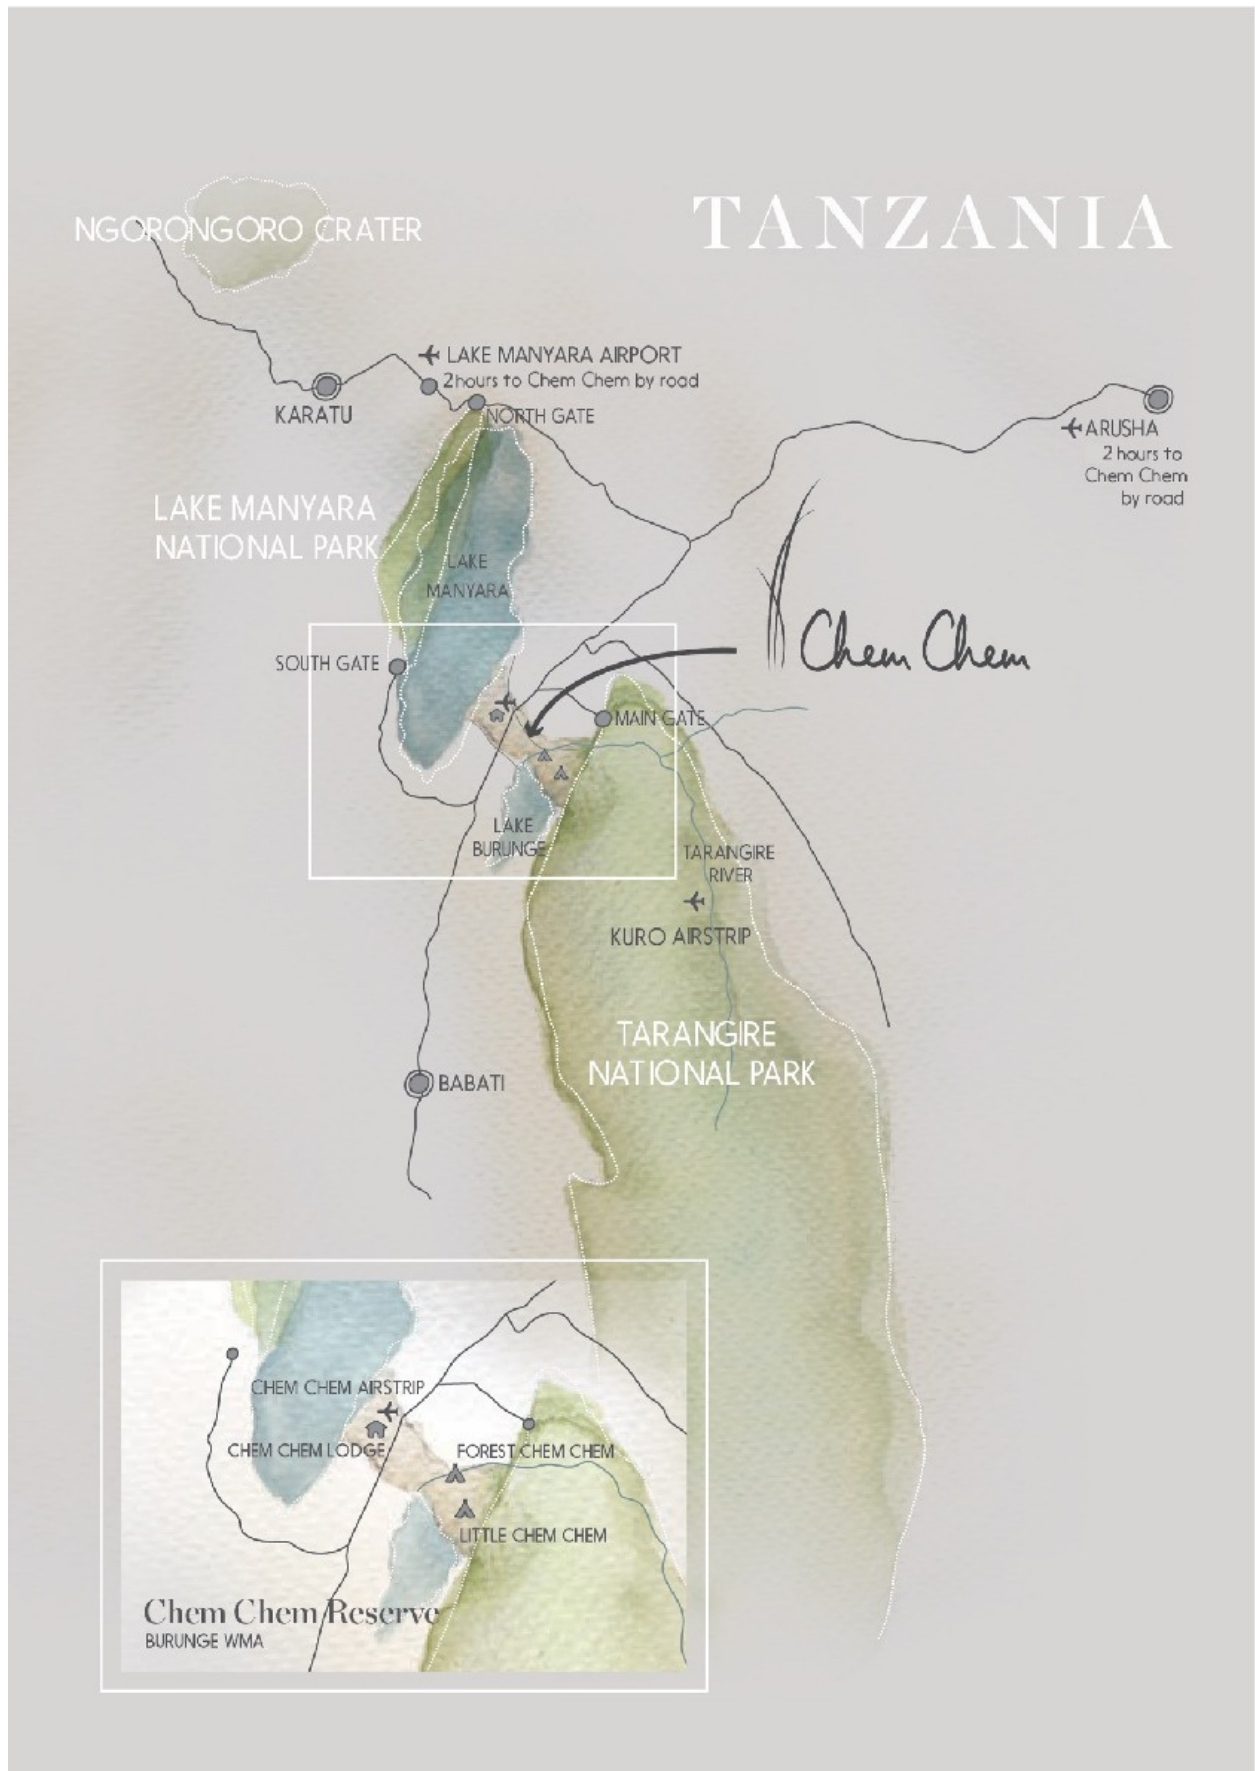 TANZANIA
NGORONGORO CRATER
LAKE MANYARA AIRPORT
2hours to Chem Chem by road
KARATU
NORTH GATE
ARUSHA
2 hours to
Chem Chem
by road
LAKE MANYARA
NATIONAL PARK
LAKE
MANYARA
Chem Chem
SOUTH GATE
MAIN GATE
LAKE
BURUNGE
TARANGIRE
RIVER
KURO AIRSTRIP
TARANGIRE
NATIONAL PARK
BABATI
CHEM CHEM AIRSTRIP
CHEM CHEM LODGE
FOREST CHEM CHEM
LITTLE CHEM CHEM
Chem Chem Reserve
BURUNGE WMA